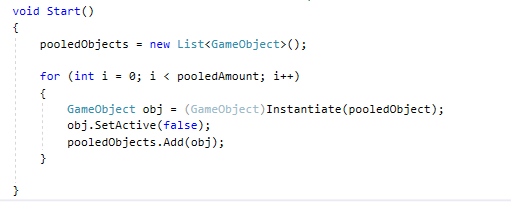 void Start()
{
    pooledObjects = new List<GameObject>();

    for (int i = 0; i < pooledAmount; i++)
    {
        GameObject obj = (GameObject)Instantiate(pooledObject);
        obj.SetActive(false);
        pooledObjects.Add(obj);
    }

}